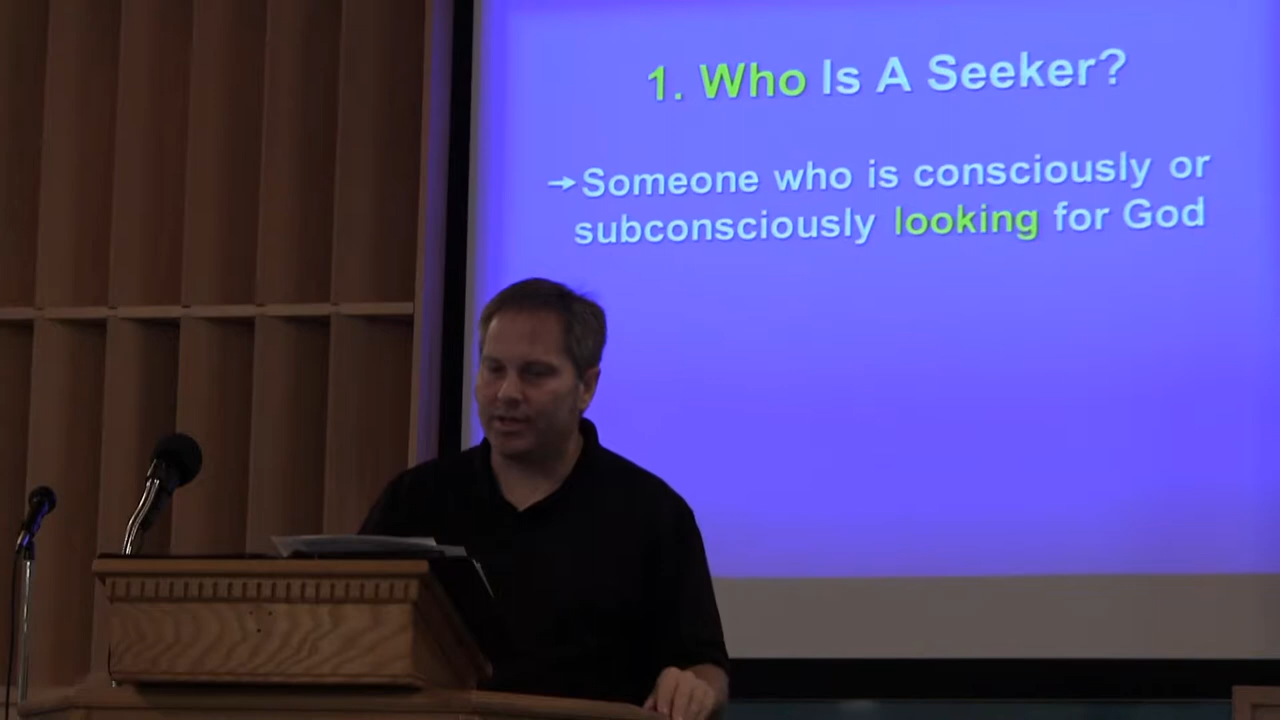 1. Who Is A Seeker?
→Someone who is consciously or
subconsciously looking for God